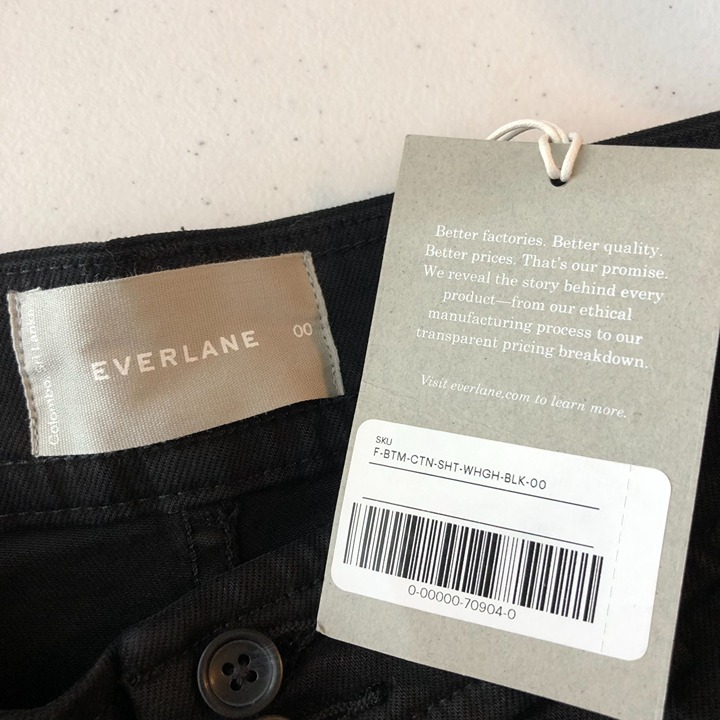 Colombo, Sri Lanka
EVERLANE
00
Better factories. Better quality.
Better prices. That's our promise.
We reveal the story behind every
product—from our ethical
manufacturing process to our
transparent pricing breakdown.
Visit everlane.com to learn more.
SKU
F-BTM-CTN-SHT-WHGH-BLK-00
0-00000-70904-0